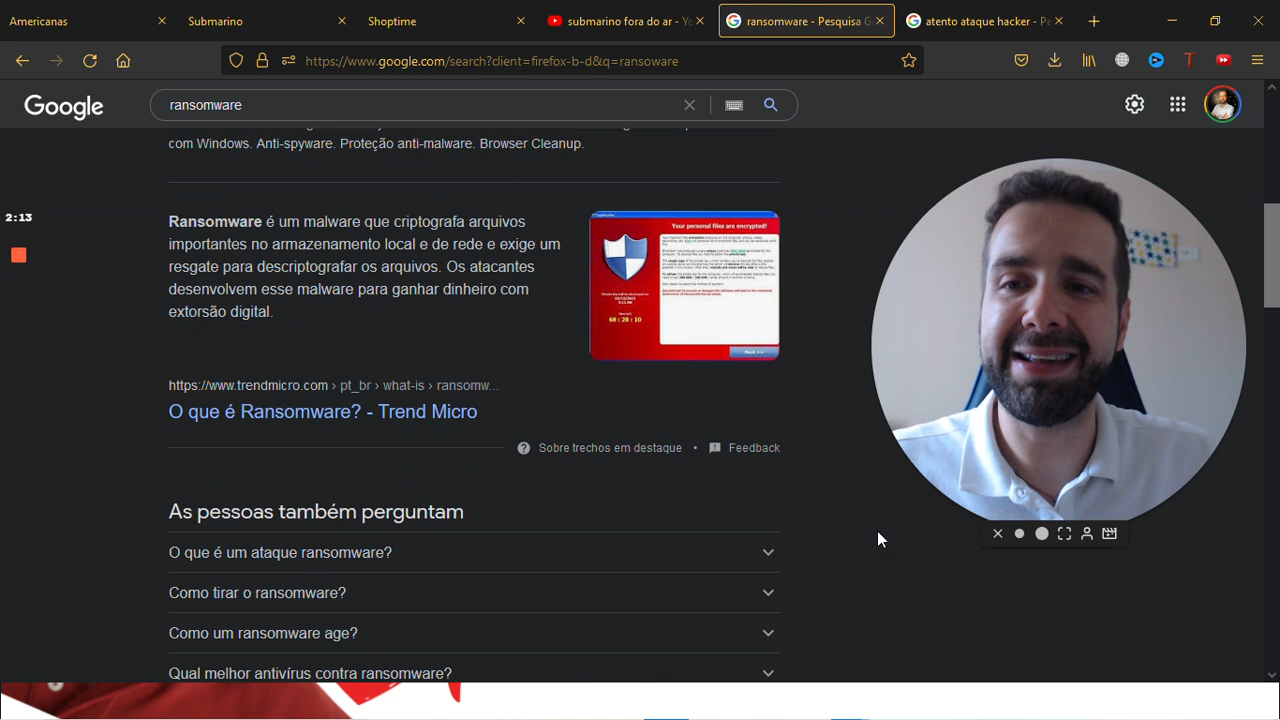 Americanas
Submarino
Shoptime
submarino fora do ar - Yo
ransomware - Pesquisa G
atento ataque hacker - Pe
https://www.google.com/search?client=firefox-b-d&q=ransoware
Google
ransomware
com Windows. Anti-spyware. Proteção anti-malware. Browser Cleanup.
2:13
Ransomware é um malware que criptografa arquivos
importantes no armazenamento local e de rede e exige um
resgate para descriptografar os arquivos. Os atacantes
desenvolvem esse malware para ganhar dinheiro com
extorsão digital.
Your personal files are encrypted!
68 : 28 : 10
Next >>
https://www.trendmicro.com › pt_br › what-is › ransomw...
O que é Ransomware? - Trend Micro
Sobre trechos em destaque • Feedback
As pessoas também perguntam
O que é um ataque ransomware?
Como tirar o ransomware?
Como um ransomware age?
Qual melhor antivírus contra ransomware?